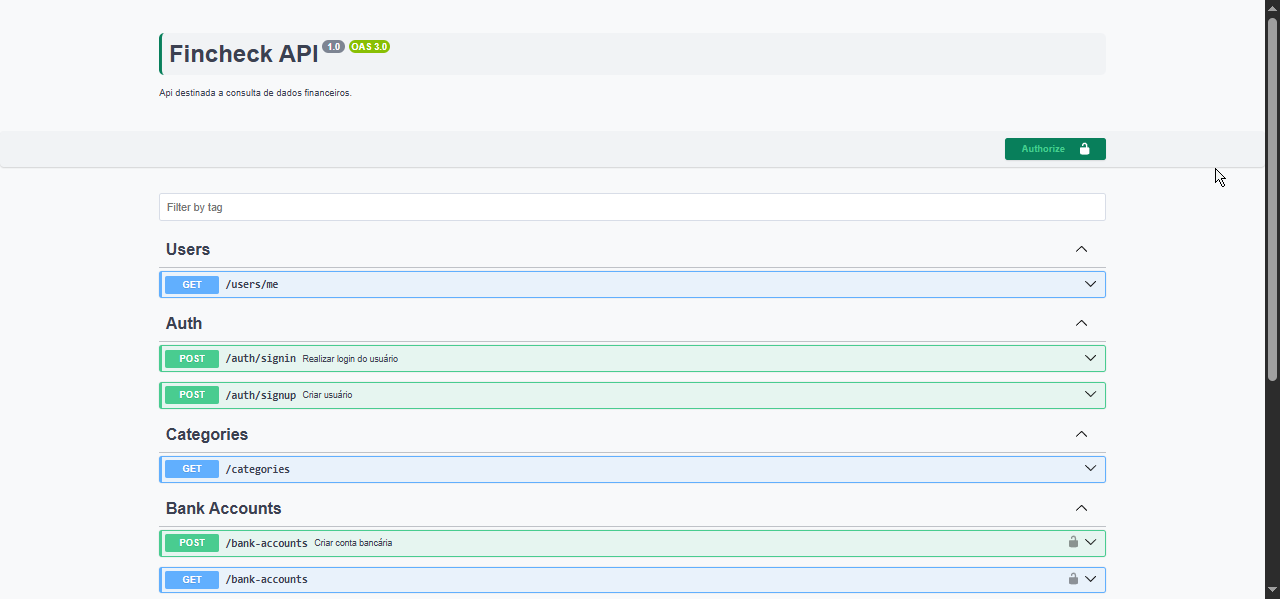 Fincheck API 1.0 OAS 3.0
Api destinada a consulta de dados financeiros.
Authorize
Filter by tag
Users
GET /users/me
Auth
POST /auth/signin Realizar login do usuário
POST /auth/signup Criar usuário
Categories
GET /categories
Bank Accounts
POST /bank-accounts Criar conta bancária
GET /bank-accounts